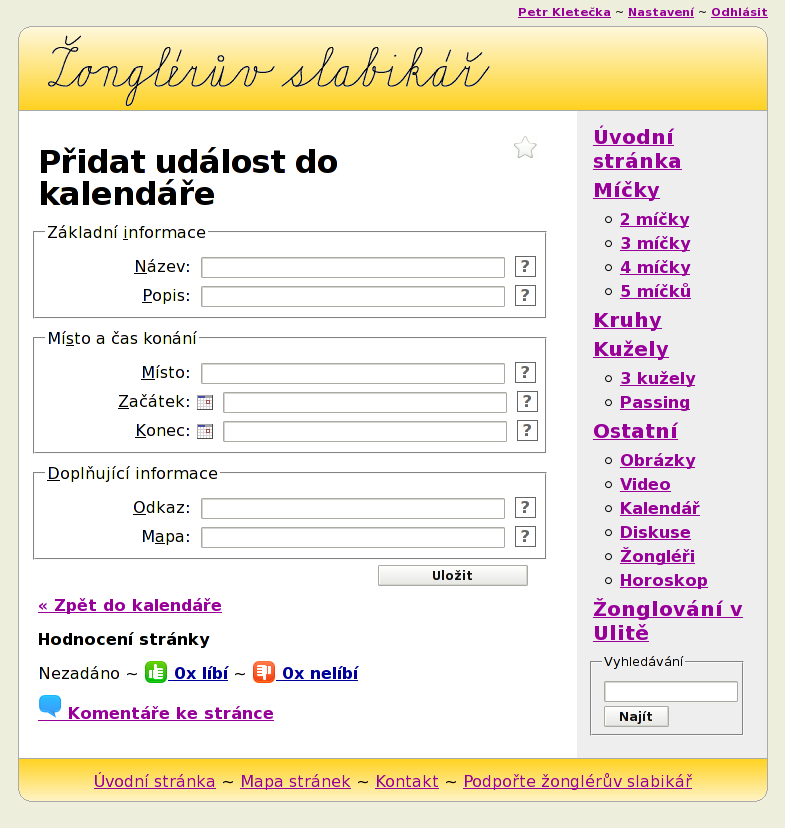 Petr Kletečka ~ Nastavení ~ Odhlásit
Žonglérův slabikář
Přidat událost do
kalendáře
Základní informace
Název: ?
Popis: ?
Místo a čas konání
Místo: ?
Začátek: ?
Konec: ?
Doplňující informace
Odkaz: ?
Mapa: ?
Uložit
« Zpět do kalendáře
Hodnocení stránky
Nezadáno ~ 0x líbí ~ 0x nelíbí
Komentáře ke stránce
Úvodní
stránka
Míčky
2 míčky
3 míčky
4 míčky
5 míčků
Kruhy
Kužely
3 kužely
Passing
Ostatní
Obrázky
Video
Kalendář
Diskuse
Žongléři
Horoskop
Žonglování v
Ulitě
Vyhledávání
Najít
Úvodní stránka ~ Mapa stránek ~ Kontakt ~ Podpořte žonglérův slabikář